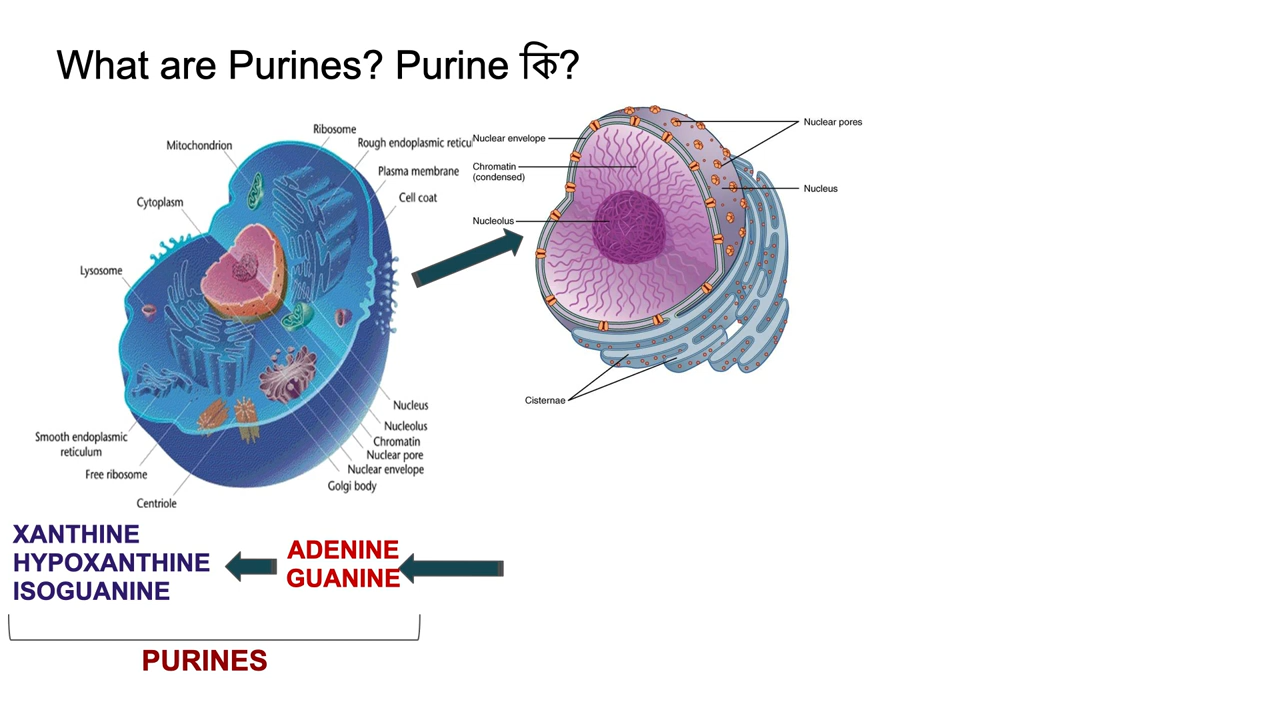 What are Purines? Purine কি?
Ribosome
Mitochondrion
Rough endoplasmic reticu
Plasma membrane
Cell coat
Cytoplasm
Lysosome
Nucleus
Nucleolus
Chromatin
Nuclear pore
Nuclear envelope
Golgi body
Smooth endoplasmic
reticulum
Free ribosome
Centriole
Nuclear envelope
Chromatin
(condensed)
Nucleolus
Nuclear pores
Nucleus
Cisternae
XANTHINE
HYPOXANTHINE
ISOGUANINE
ADENINE
GUANINE
PURINES